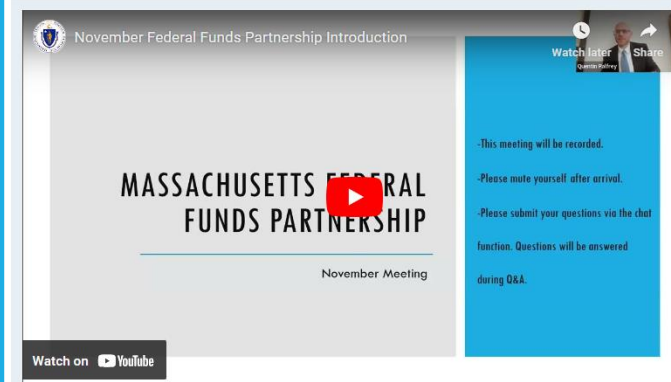 November Federal Funds Partnership Introduction
Watch later
Share
Quentin Palfrey
MASSACHUSETTS FEDERAL
FUNDS PARTNERSHIP
November Meeting
-This meeting will be recorded.
-Please mute yourself after arrival.
-Please submit your questions via the chat
function. Questions will be answered
during Q&A.
Watch on YouTube